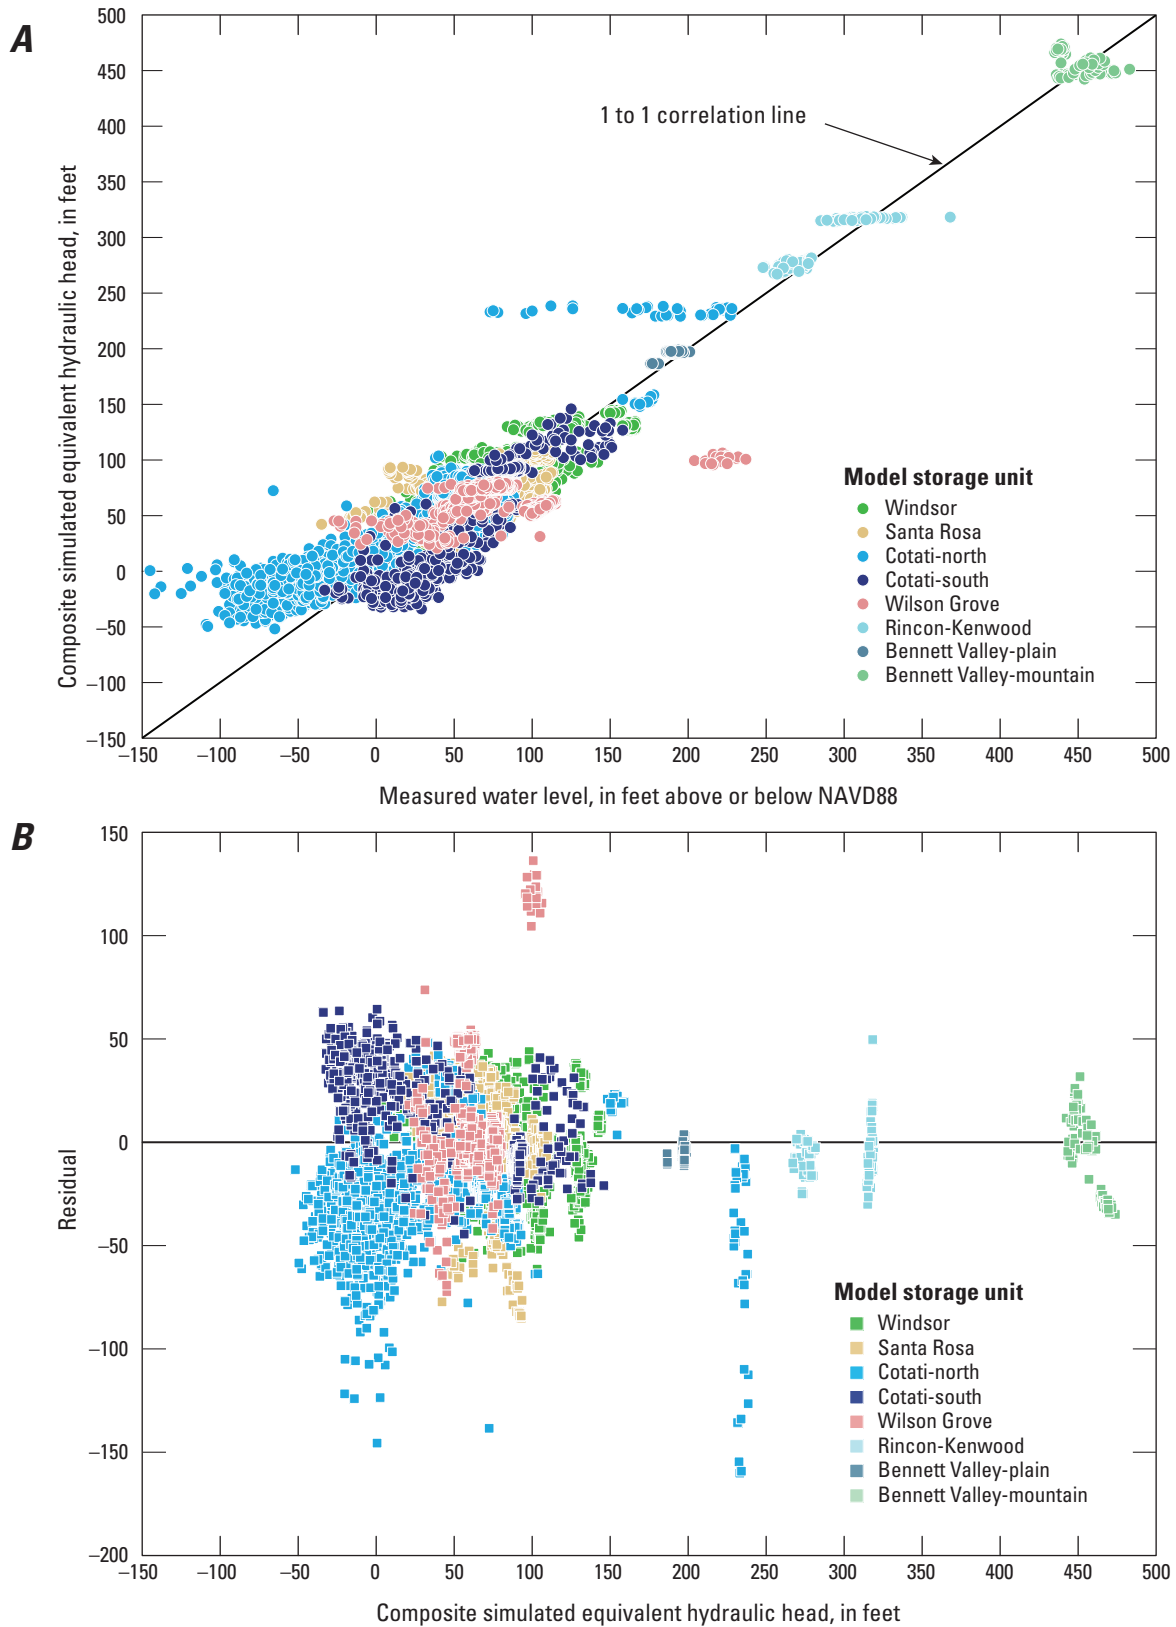 A
Composite simulated equivalent hydraulic head, in feet
500
450
400
350
300
250
200
150
100
50
0
−50
−100
−150
1 to 1 correlation line
Model storage unit
Windsor
Santa Rosa
Cotati-north
Cotati-south
Wilson Grove
Rincon-Kenwood
Bennett Valley-plain
Bennett Valley-mountain
−150 −100 −50 0 50 100 150 200 250 300 350 400 450 500
Measured water level, in feet above or below NAVD88
B
Residual
150
100
50
0
−50
−100
−150
−200
Model storage unit
Windsor
Santa Rosa
Cotati-north
Cotati-south
Wilson Grove
Rincon-Kenwood
Bennett Valley-plain
Bennett Valley-mountain
−150 −100 −50 0 50 100 150 200 250 300 350 400 450 500
Composite simulated equivalent hydraulic head, in feet